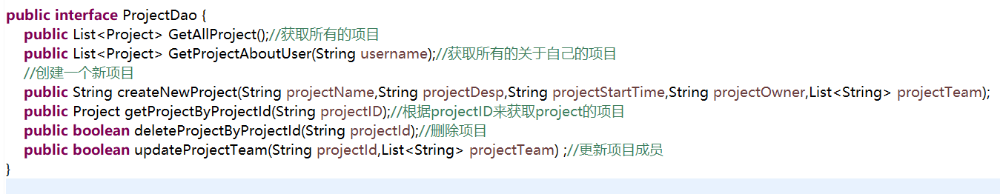 public interface ProjectDao {
public List<Project> GetAllProject();//获取所有的项目
public List<Project> GetProjectAboutUser(String username);//获取所有的关于自己的项目
//创建一个新项目
public String createNewProject(String projectName,String projectDesp,String projectStartTime,String projectOwner,List<String> projectTeam);
public Project getProjectByProjectId(String projectID);//根据projectID来获取project的项目
public boolean deleteProjectByProjectId(String projectId);//删除项目
public boolean updateProjectTeam(String projectId,List<String> projectTeam) ;//更新项目成员
}